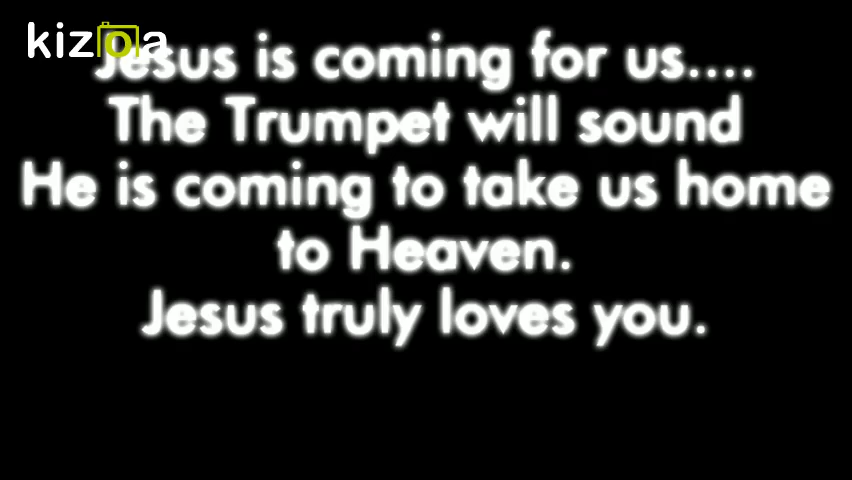 kizoa
Jesus is coming for us....
The Trumpet will sound
He is coming to take us home
to Heaven.
Jesus truly loves you.